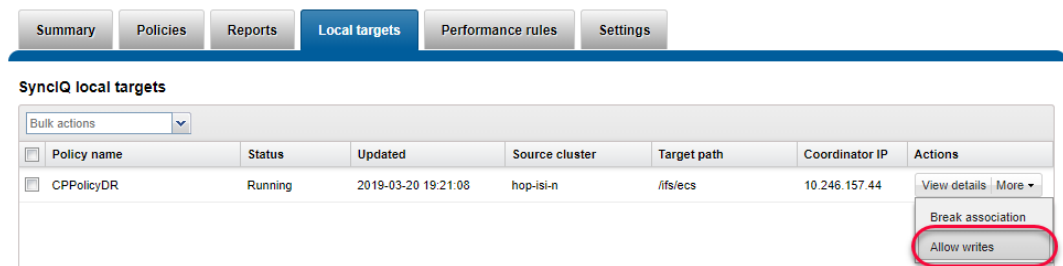 Summary Policies Reports Local targets Performance rules Settings
SyncIQ local targets
Bulk actions
Policy name Status Updated Source cluster Target path Coordinator IP Actions
CPPolicyDR Running 2019-03-20 19:21:08 hop-isi-n /ifs/ecs 10.246.157.44 View details More
Break association
Allow writes